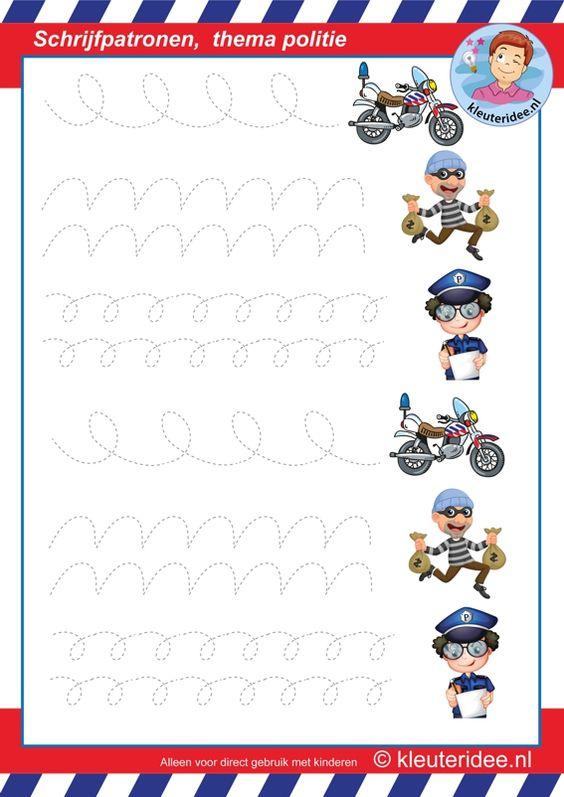 Schrijfpatronen, thema politie
kleuteridee.nl
P
$
$
P
$
$
P
Alleen voor direct gebruik met kinderen
© kleuteridee.nl